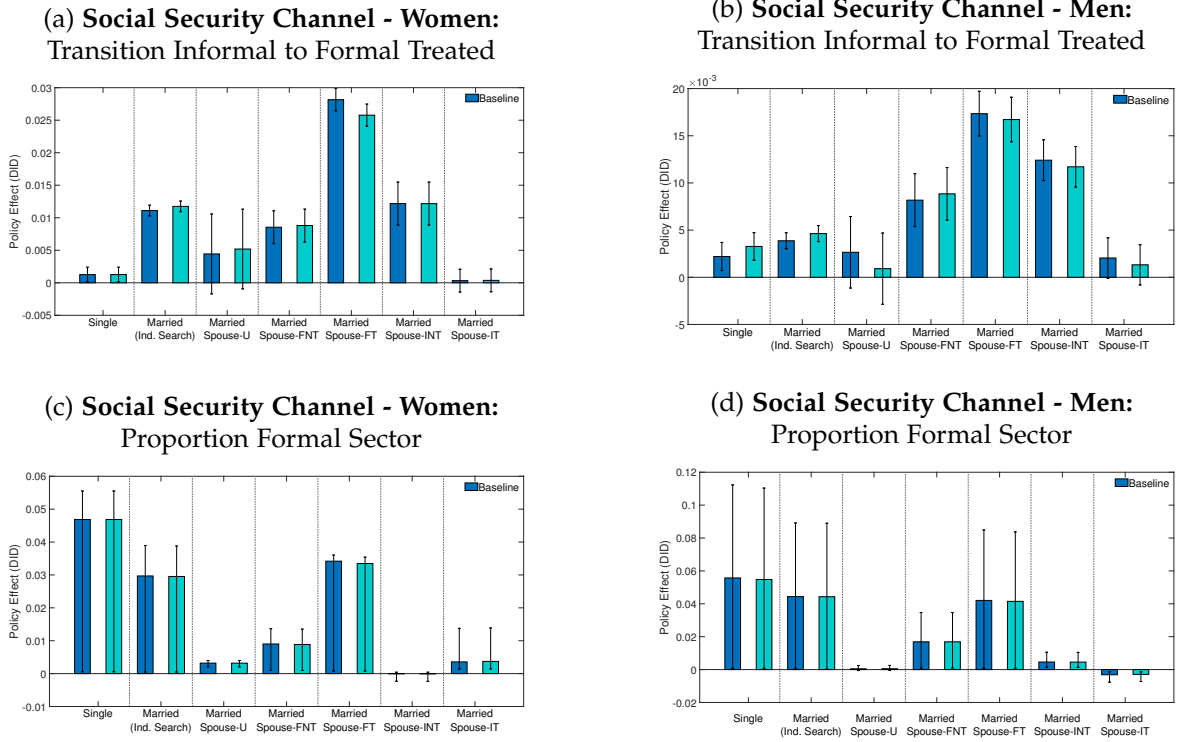 (a) Social Security Channel - Women:
Transition Informal to Formal Treated
0.03
0.025
0.02
0.015
0.01
0.005
0
-0.005
Policy Effect (DID)
Baseline
Single
Married
(Ind. Search)
Married
Spouse-U
Married
Spouse-FNT
Married
Spouse-FT
Married
Spouse-INT
Married
Spouse-IT
(b) Social Security Channel - Men:
Transition Informal to Formal Treated
×10-3
20
15
10
5
0
-5
Policy Effect (DID)
Baseline
Single
Married
(Ind. Search)
Married
Spouse-U
Married
Spouse-FNT
Married
Spouse-FT
Married
Spouse-INT
Married
Spouse-IT
(c) Social Security Channel - Women:
Proportion Formal Sector
0.06
0.05
0.04
0.03
0.02
0.01
0
-0.01
Policy Effect (DID)
Baseline
Single
Married
(Ind. Search)
Married
Spouse-U
Married
Spouse-FNT
Married
Spouse-FT
Married
Spouse-INT
Married
Spouse-IT
(d) Social Security Channel - Men:
Proportion Formal Sector
0.12
0.1
0.08
0.06
0.04
0.02
0
-0.02
Policy Effect (DID)
Baseline
Single
Married
(Ind. Search)
Married
Spouse-U
Married
Spouse-FNT
Married
Spouse-FT
Married
Spouse-INT
Married
Spouse-IT